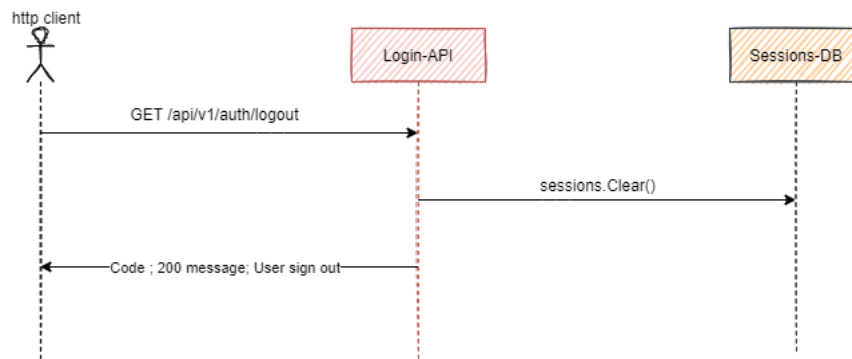 http client
Login-API
Sessions-DB
GET /api/v1/auth/logout
sessions.Clear()
Code ; 200 message; User sign out